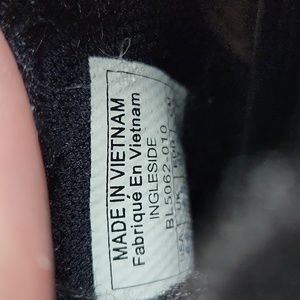 MADE IN VIETNAM
Fabriqué En Vietnam
INGLESIDE
BL5062-010